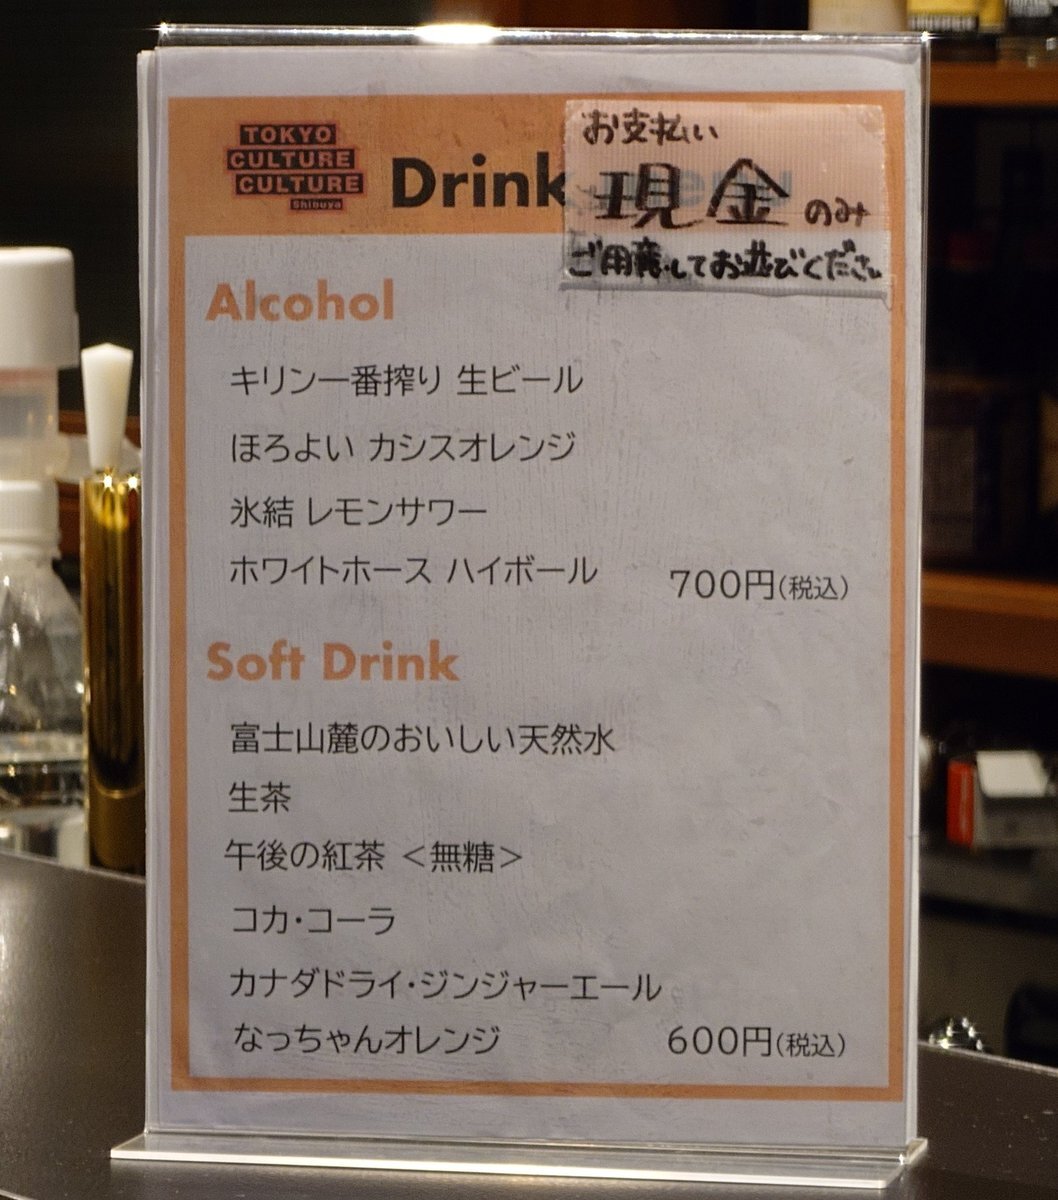 TOKYO
CULTURE
CULTURE
Shibuya
Drink
お支払い
現金のみ
ご用意してお遊びください
Alcohol
キリン一番搾り 生ビール
ほろよい カシスオレンジ
氷結 レモンサワー
ホワイトホース ハイボール 700円(税込)
Soft Drink
富士山麓のおいしい天然水
生茶
午後の紅茶 <無糖>
コカ・コーラ
カナダドライ・ジンジャーエール
なっちゃんオレンジ 600円(税込)